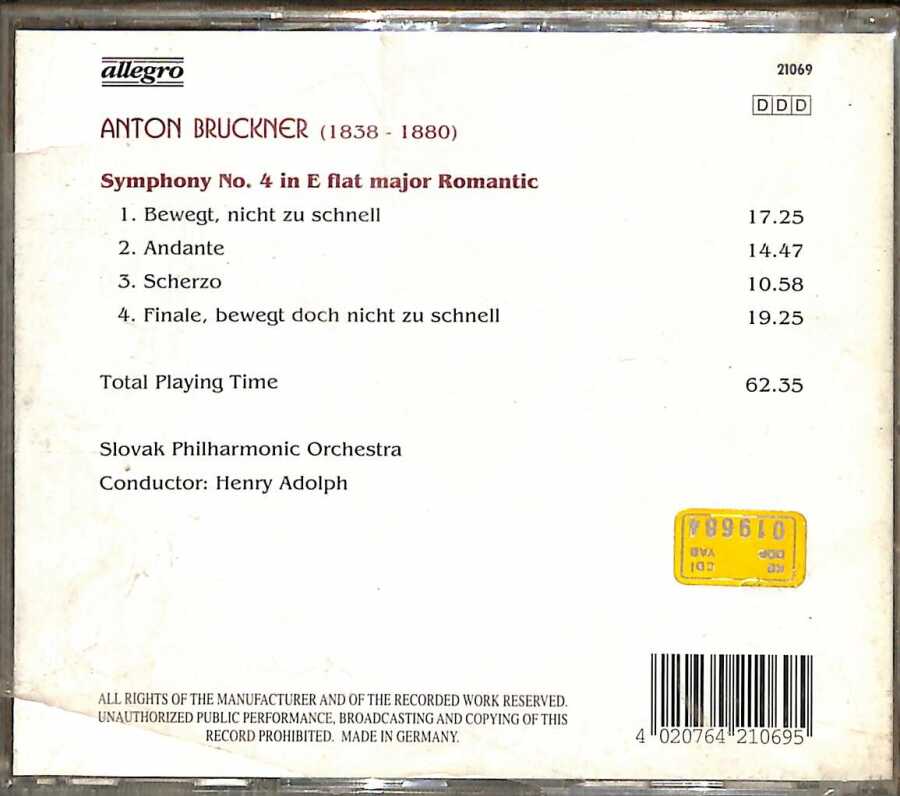 allegro
21069
DDD
ANTON BRUCKNER (1838 - 1880)
Symphony No. 4 in E flat major Romantic
1. Bewegt, nicht zu schnell 17.25
2. Andante 14.47
3. Scherzo 10.58
4. Finale, bewegt doch nicht zu schnell 19.25
Total Playing Time 62.35
Slovak Philharmonic Orchestra
Conductor: Henry Adolph
019684
YAB
CDI
ALL RIGHTS OF THE MANUFACTURER AND OF THE RECORDED WORK RESERVED.
UNAUTHORIZED PUBLIC PERFORMANCE, BROADCASTING AND COPYING OF THIS
RECORD PROHIBITED. MADE IN GERMANY.
4 020764 210695